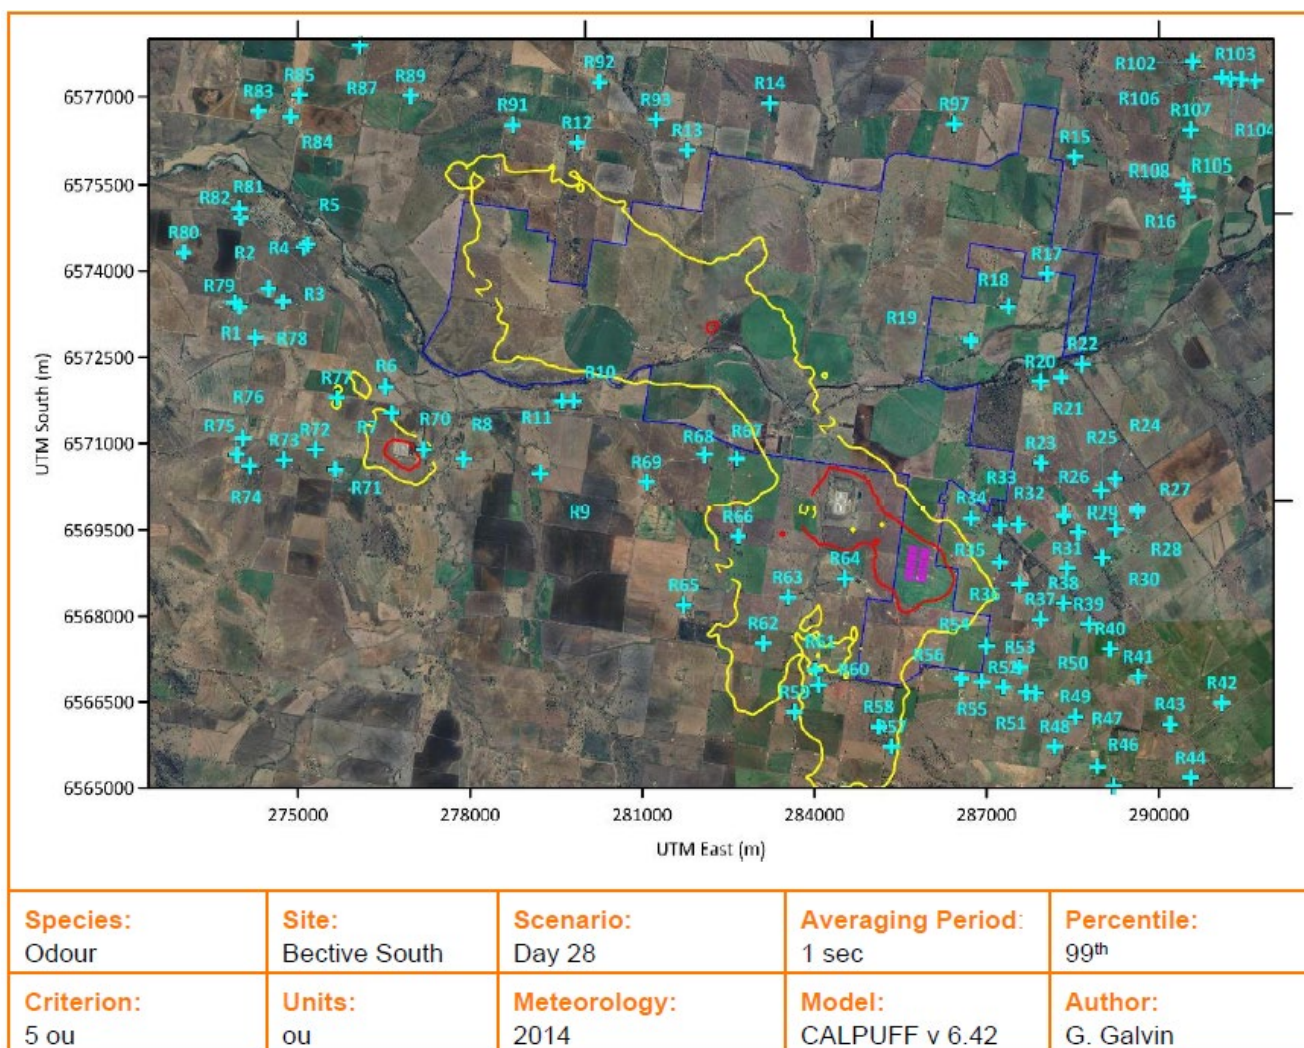 R92
R102
R103
R83
R85
R87
R89
R91
R93
R14
R97
R106
R107
R104
6577000
R12
R13
R15
R84
R108
R105
6575500
R81
R82
R5
R16
R80
R2
R4
R17
6574000
R79
R3
R18
R1
R78
R19
6572500
R77
R6
R10
R20
R22
R76
R21
R75
R73
R72
R7
R70
R8
R11
R68
R67
R23
R25
R24
6571000
R74
R71
R69
R33
R26
R27
R9
R66
R34
R32
R29
6569500
R28
R65
R63
R64
R35
R31
R30
R36
R38
6568000
R62
R61
R54
R37
R39
R40
R60
R56
R53
R52
R50
R41
6566500
R59
R58
R57
R55
R51
R49
R48
R47
R43
R42
R46
R44
6565000
275000 278000 281000 284000 287000 290000
UTM South (m)
UTM East (m)
Species: Site: Scenario: Averaging Period: Percentile:
Odour Bective South Day 28 1 sec 99th
Criterion: Units: Meteorology: Model: Author:
5 ou ou 2014 CALPUFF v 6.42 G. Galvin